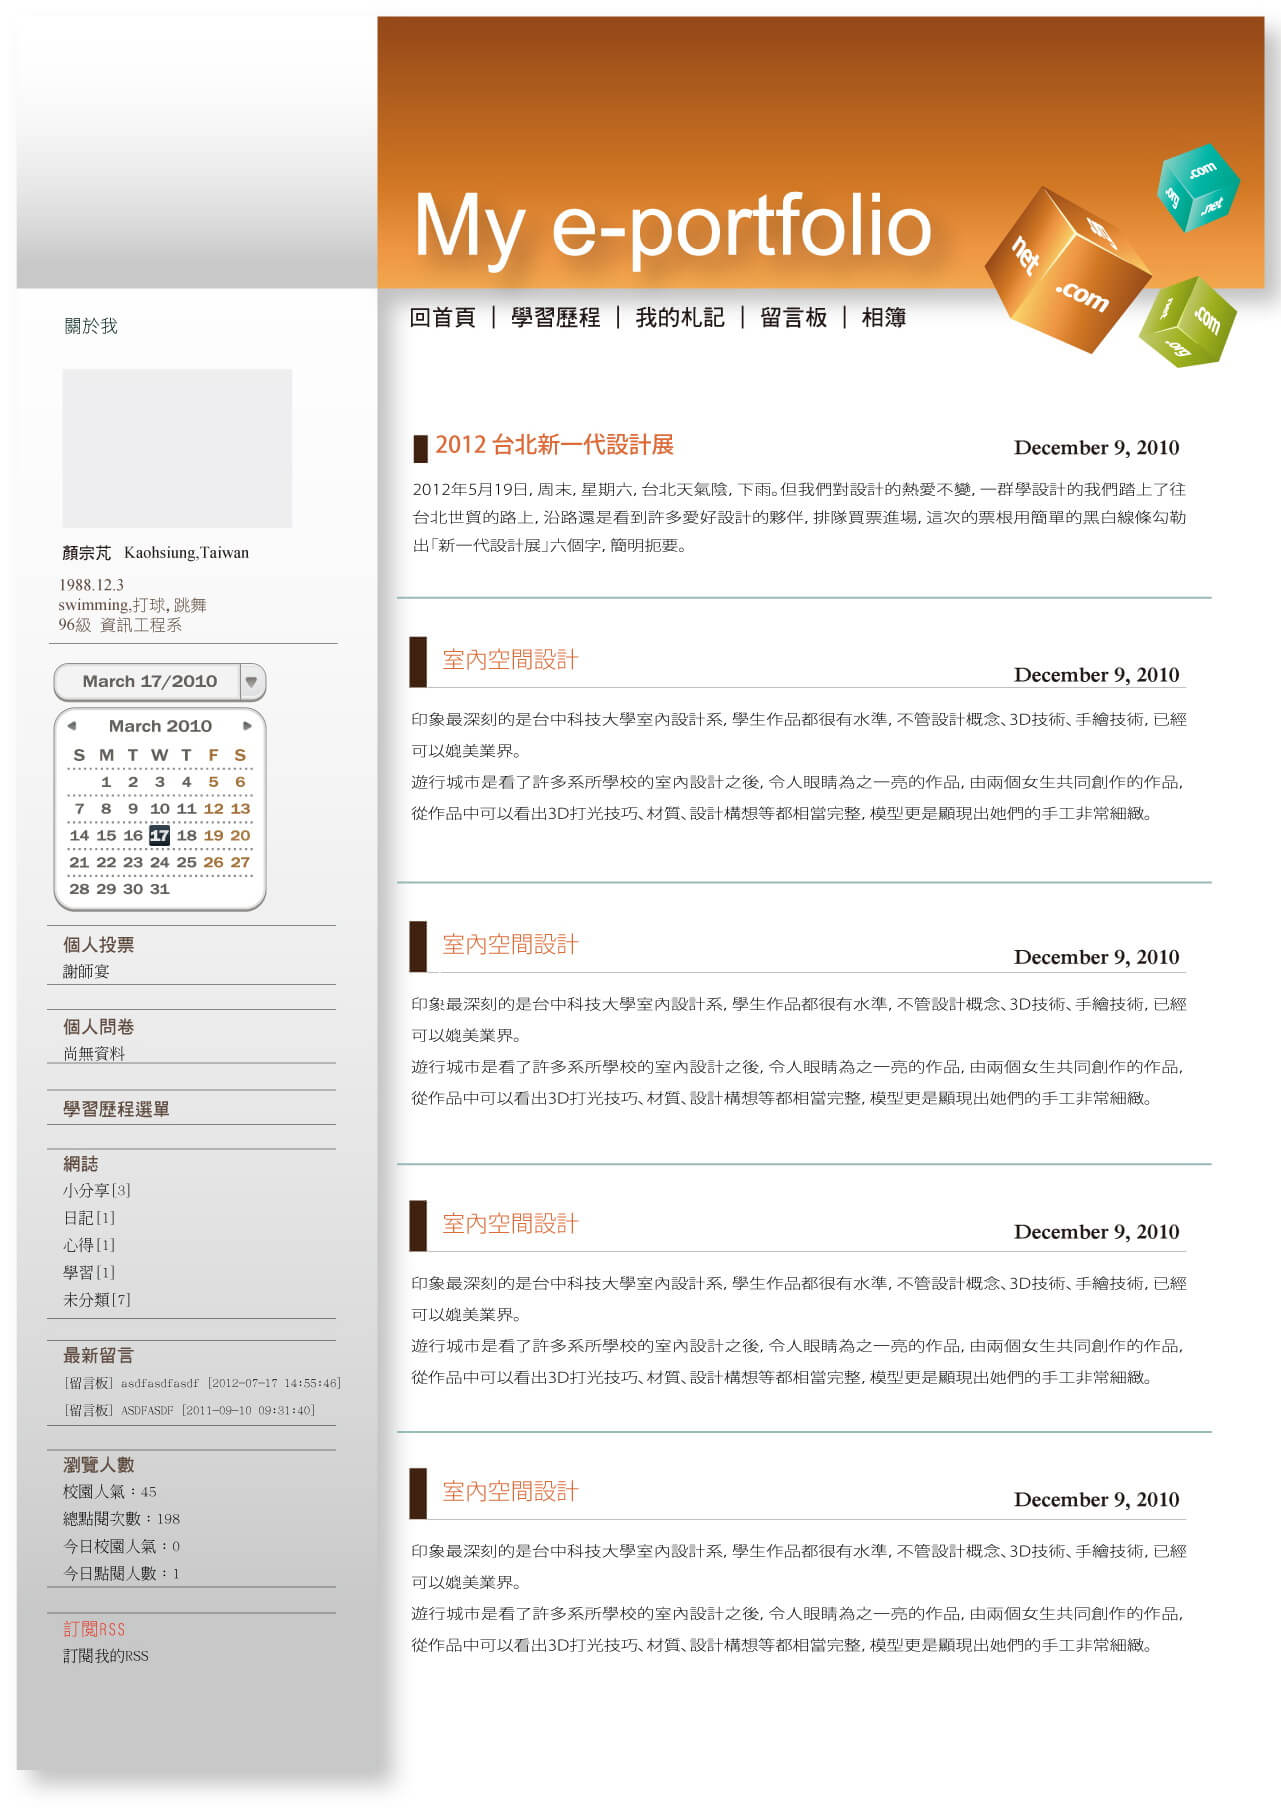 My e-portfolio
.com
.org
.net
net
.com
.com
.org
回首頁 | 學習歷程 | 我的札記 | 留言板 | 相簿
關於我
顏宗芃 Kaohsiung,Taiwan
1988.12.3
swimming,打球, 跳舞
96級 資訊工程系
March 17/2010
March 2010
S M T W T F S
1 2 3 4 5 6
7 8 9 10 11 12 13
14 15 16 17 18 19 20
21 22 23 24 25 26 27
28 29 30 31
個人投票
謝師宴
個人問卷
尚無資料
學習歷程選單
網誌
小分享[3]
日記[1]
心得[1]
學習[1]
未分類[7]
最新留言
[留言板] asdfasdfasdf [2012-07-17 14:55:46]
[留言板] ASDFASDF [2011-09-10 09:31:40]
瀏覽人數
校園人氣：45
總點閱次數：198
今日校園人氣：0
今日點閱人數：1
訂閱RSS
訂閱我的RSS
2012 台北新一代設計展
December 9, 2010
2012年5月19日, 周末, 星期六, 台北天氣陰, 下雨。但我們對設計的熱愛不變, 一群學設計的我們踏上了往
台北世貿的路上, 沿路還是看到許多愛好設計的夥伴, 排隊買票進場, 這次的票根用簡單的黑白線條勾勒
出「新一代設計展」六個字, 簡明扼要。
室內空間設計
December 9, 2010
印象最深刻的是台中科技大學室內設計系, 學生作品都很有水準, 不管設計概念、3D技術、手繪技術, 已經
可以媲美業界。
遊行城市是看了許多系所學校的室內設計之後, 令人眼睛為之一亮的作品, 由兩個女生共同創作的作品,
從作品中可以看出3D打光技巧、材質、設計構想等都相當完整, 模型更是顯現出她們的手工非常細緻。
室內空間設計
December 9, 2010
印象最深刻的是台中科技大學室內設計系, 學生作品都很有水準, 不管設計概念、3D技術、手繪技術, 已經
可以媲美業界。
遊行城市是看了許多系所學校的室內設計之後, 令人眼睛為之一亮的作品, 由兩個女生共同創作的作品,
從作品中可以看出3D打光技巧、材質、設計構想等都相當完整, 模型更是顯現出她們的手工非常細緻。
室內空間設計
December 9, 2010
印象最深刻的是台中科技大學室內設計系, 學生作品都很有水準, 不管設計概念、3D技術、手繪技術, 已經
可以媲美業界。
遊行城市是看了許多系所學校的室內設計之後, 令人眼睛為之一亮的作品, 由兩個女生共同創作的作品,
從作品中可以看出3D打光技巧、材質、設計構想等都相當完整, 模型更是顯現出她們的手工非常細緻。
室內空間設計
December 9, 2010
印象最深刻的是台中科技大學室內設計系, 學生作品都很有水準, 不管設計概念、3D技術、手繪技術, 已經
可以媲美業界。
遊行城市是看了許多系所學校的室內設計之後, 令人眼睛為之一亮的作品, 由兩個女生共同創作的作品,
從作品中可以看出3D打光技巧、材質、設計構想等都相當完整, 模型更是顯現出她們的手工非常細緻。